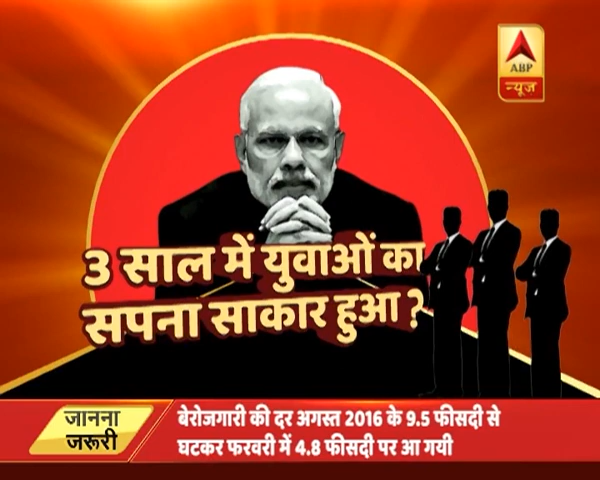 ABP
न्यूज़
3 साल में युवाओं का
सपना साकार हुआ ?
जानना
जरूरी
बेरोजगारी की दर अगस्त 2016 के 9.5 फीसदी से
घटकर फरवरी में 4.8 फीसदी पर आ गयी